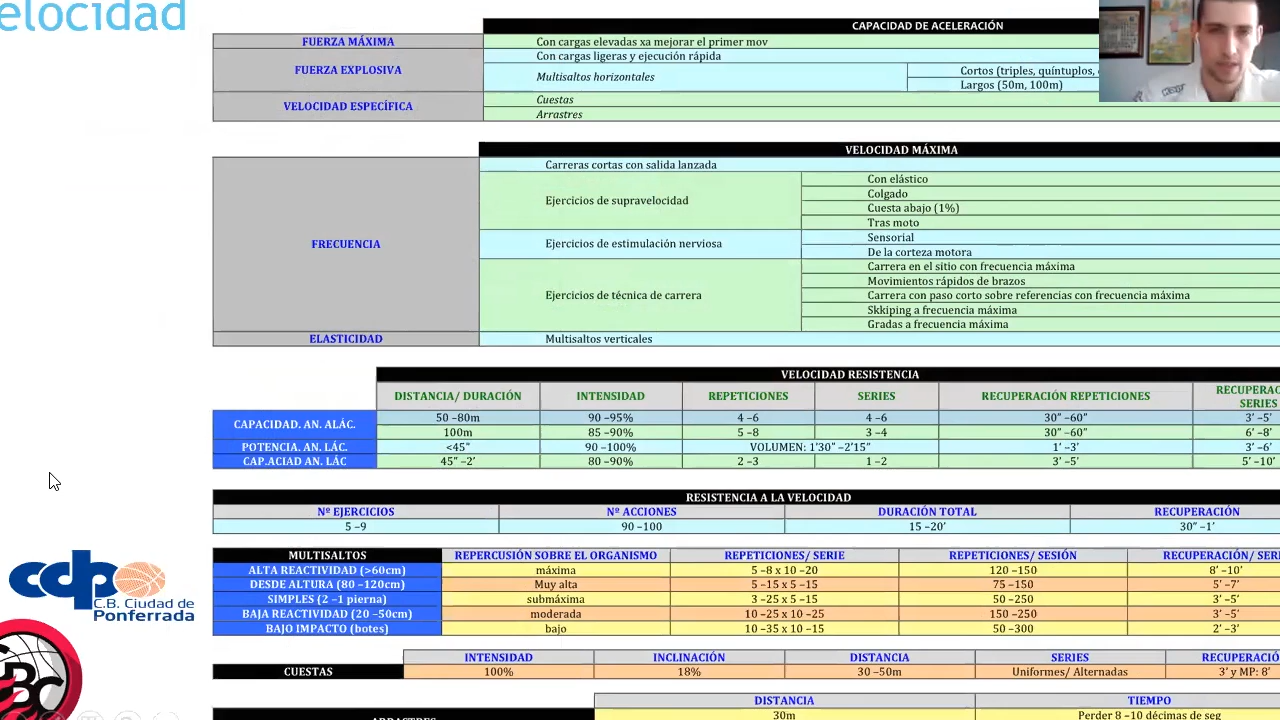 elocidad
CAPACIDAD DE ACELERACIÓN
FUERZA MÁXIMA Con cargas elevadas xa mejorar el primer mov
FUERZA EXPLOSIVA Con cargas ligeras y ejecución rápida
Multisaltos horizontales Cortos (triples, quíntuplos,
Largos (50m, 100m)
VELOCIDAD ESPECÍFICA Cuestas
Arrastres
VELOCIDAD MÁXIMA
FRECUENCIA Carreras cortas con salida lanzada
Ejercicios de supravelocidad Con elástico
Colgado
Cuesta abajo (1%)
Tras moto
Ejercicios de estimulación nerviosa Sensorial
De la corteza motora
Ejercicios de técnica de carrera Carrera en el sitio con frecuencia máxima
Movimientos rápidos de brazos
Carrera con paso corto sobre referencias con frecuencia máxima
Skkiping a frecuencia máxima
Gradas a frecuencia máxima
ELASTICIDAD Multisaltos verticales
VELOCIDAD RESISTENCIA
DISTANCIA/ DURACIÓN INTENSIDAD REPETICIONES SERIES RECUPERACIÓN REPETICIONES RECUPERAC
SERIES
CAPACIDAD. AN. ALÁC. 50 –80m 90 –95% 4 –6 4 –6 30” –60” 3’ –5’
100m 85 –90% 5 –8 3 –4 30” –60” 6’ –8’
POTENCIA. AN. LÁC. <45” 90 –100% VOLUMEN: 1’30” –2’15” 1’ –3’ 3’ –6’
CAP.ACIAD AN. LÁC 45” –2’ 80 –90% 2 –3 1 –2 3’ –5’ 5’ –10’
RESISTENCIA A LA VELOCIDAD
Nº EJERCICIOS Nº ACCIONES DURACIÓN TOTAL RECUPERACIÓN
5 –9 90 –100 15 –20’ 30” –1’
MULTISALTOS REPERCUSIÓN SOBRE EL ORGANISMO REPETICIONES/ SERIE REPETICIONES/ SESIÓN RECUPERACIÓN/ SERI
ALTA REACTIVIDAD (>60cm) máxima 5 –8 x 10 –20 120 –150 8’ –10’
DESDE ALTURA (80 –120cm) Muy alta 5 –15 x 5 –15 75 –150 5’ –7’
SIMPLES (2 –1 pierna) submáxima 3 –25 x 5 –15 50 –250 3’ –5’
BAJA REACTIVIDAD (20 –50cm) moderada 10 –25 x 10 –25 150 –250 3’ –5’
BAJO IMPACTO (botes) bajo 10 –35 x 10 –15 50 –300 2’ –3’
INTENSIDAD INCLINACIÓN DISTANCIA SERIES RECUPERACIÓ
CUESTAS 100% 18% 30 –50m Uniformes/ Alternadas 3’ y MP: 8’
DISTANCIA TIEMPO
ARRASTRES 30m Perder 8 –10 décimas de seg
cdp
C.B. Ciudad de
Ponferrada